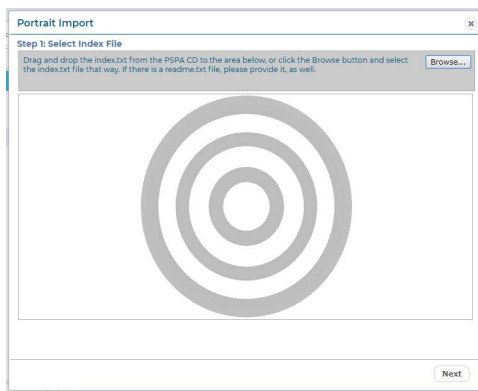 Portrait Import
Step 1: Select Index File
Drag and drop the index.txt from the PSPA CD to the area below, or click the Browse button and select
the index.txt file that way. If there is a readme.txt file, please provide it, as well.
Browse...
Next